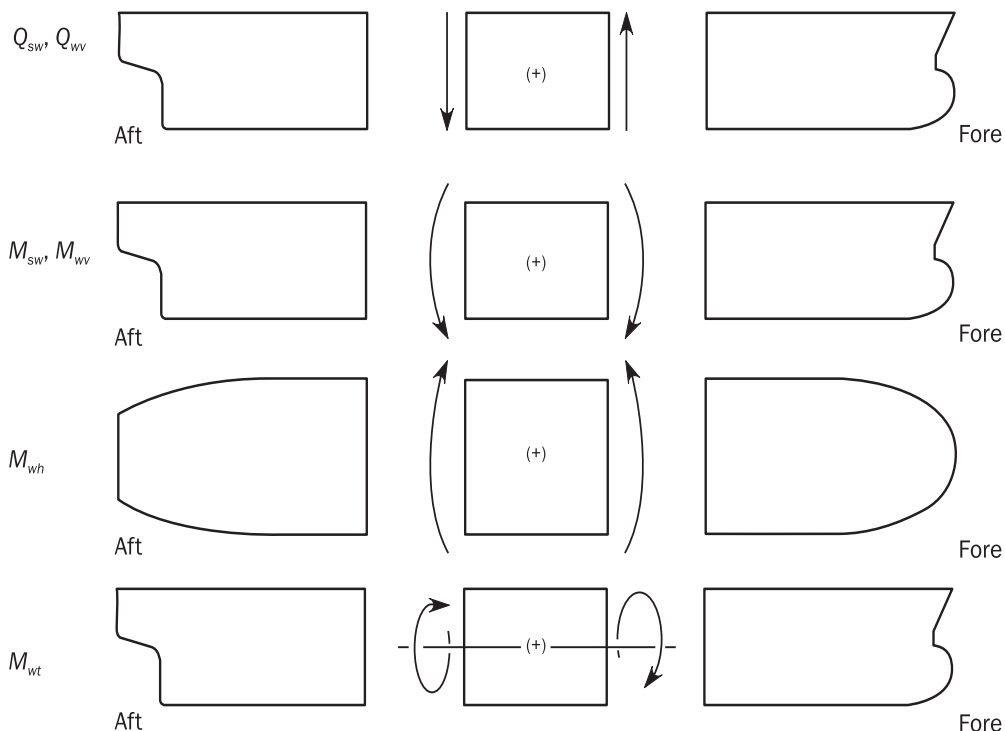 Q_sw, Q_wv
(+)
Aft
Fore
M_sw, M_wv
(+)
Aft
Fore
M_wh
(+)
Aft
Fore
M_wt
(+)
Aft
Fore